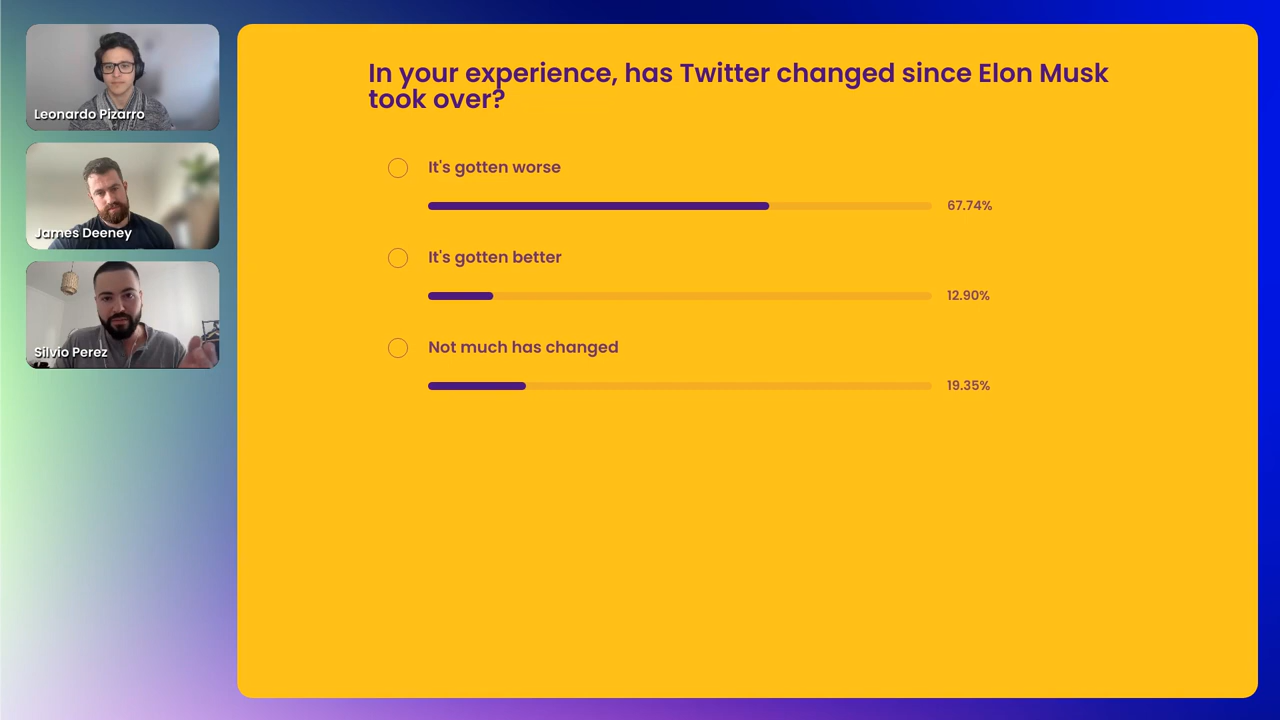 Leonardo Pizarro
James Deeney
Silvio Perez
In your experience, has Twitter changed since Elon Musk
took over?
It's gotten worse
67.74%
It's gotten better
12.90%
Not much has changed
19.35%